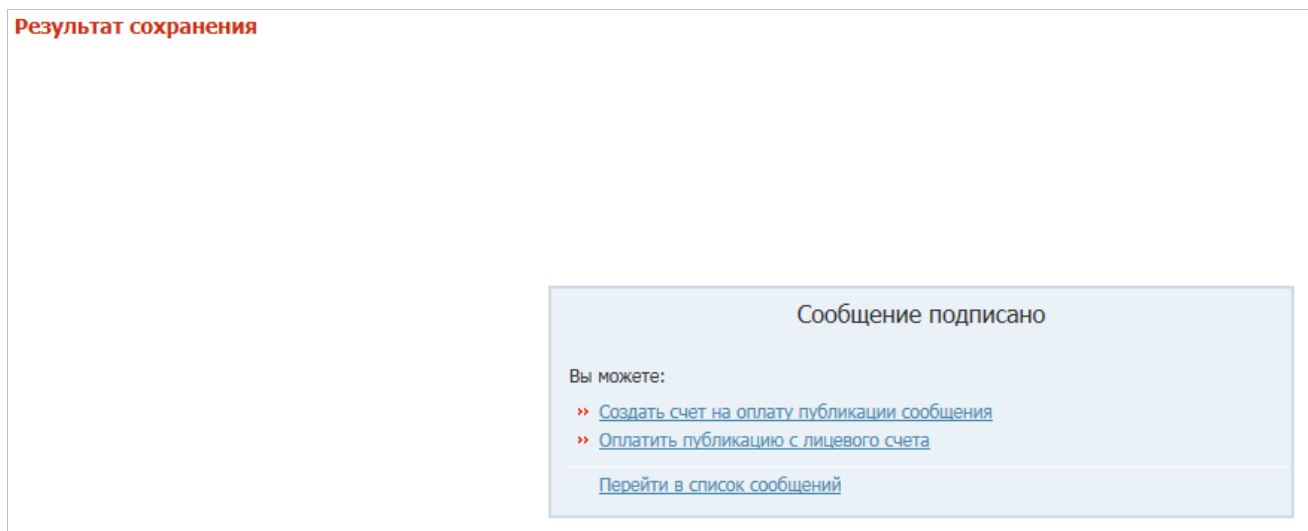 Результат сохранения
Сообщение подписано
Вы можете:
Создать счет на оплату публикации сообщения
Оплатить публикацию с лицевого счета
Перейти в список сообщений